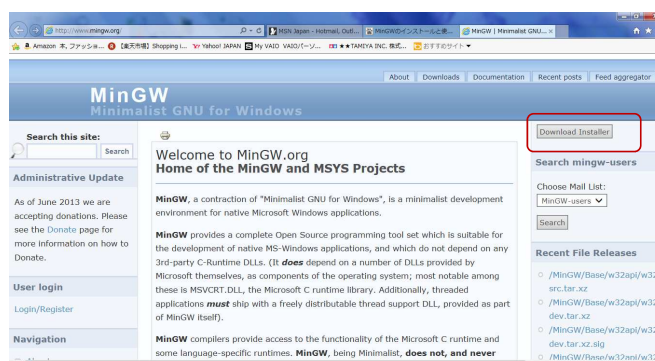 http://www.mingw.org/
MSN Japan - Hotmail, Outl...
MinGWのインストールと使...
MinGW | Minimalist GNU... ×
Amazon 本, ファッショ...
【楽天市場】Shopping i...
Yahoo! JAPAN
My VAIO VAIO/パーソ...
★★TAMIYA INC. 株式...
おすすめサイト ▼
About
Downloads
Documentation
Recent posts
Feed aggregator
MinGW
Minimalist GNU for Windows
Search this site:
Search
Administrative Update
As of June 2013 we are
accepting donations. Please
see the Donate page for
more information on how to
Donate.
User login
Login/Register
Navigation
Welcome to MinGW.org
Home of the MinGW and MSYS Projects
MinGW, a contraction of "Minimalist GNU for Windows", is a minimalist development
environment for native Microsoft Windows applications.
MinGW provides a complete Open Source programming tool set which is suitable for
the development of native MS-Windows applications, and which do not depend on any
3rd-party C-Runtime DLLs. (It does depend on a number of DLLs provided by
Microsoft themselves, as components of the operating system; most notable among
these is MSVCRT.DLL, the Microsoft C runtime library. Additionally, threaded
applications must ship with a freely distributable thread support DLL, provided as part
of MinGW itself).
MinGW compilers provide access to the functionality of the Microsoft C runtime and
some language-specific runtimes. MinGW, being Minimalist, does not, and never
Download Installer
Search mingw-users
Choose Mail List:
MinGW-users
Search
Recent File Releases
/MinGW/Base/w32api/w32
src.tar.xz
/MinGW/Base/w32api/w32
dev.tar.xz
/MinGW/Base/w32api/w32
dev.tar.xz.sig
/MinGW/Base/w32api/w32